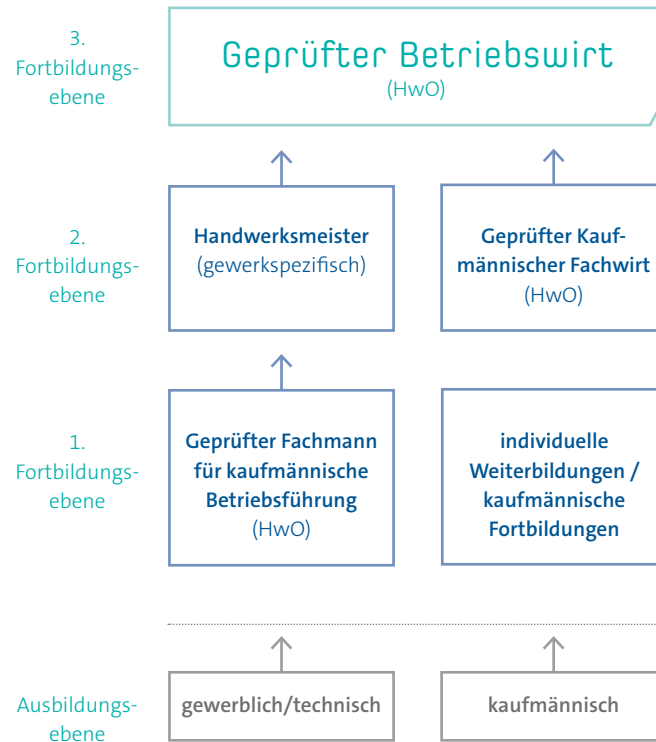 3.
Fortbildungs-
ebene
Geprüfter Betriebswirt
(HwO)
2.
Fortbildungs-
ebene
Handwerksmeister
(gewerkspezifisch)
Geprüfter Kauf-
männischer Fachwirt
(HwO)
1.
Fortbildungs-
ebene
Geprüfter Fachmann
für kaufmännische
Betriebsführung
(HwO)
individuelle
Weiterbildungen /
kaufmännische
Fortbildungen
Ausbildungs-
ebene
gewerblich/technisch
kaufmännisch